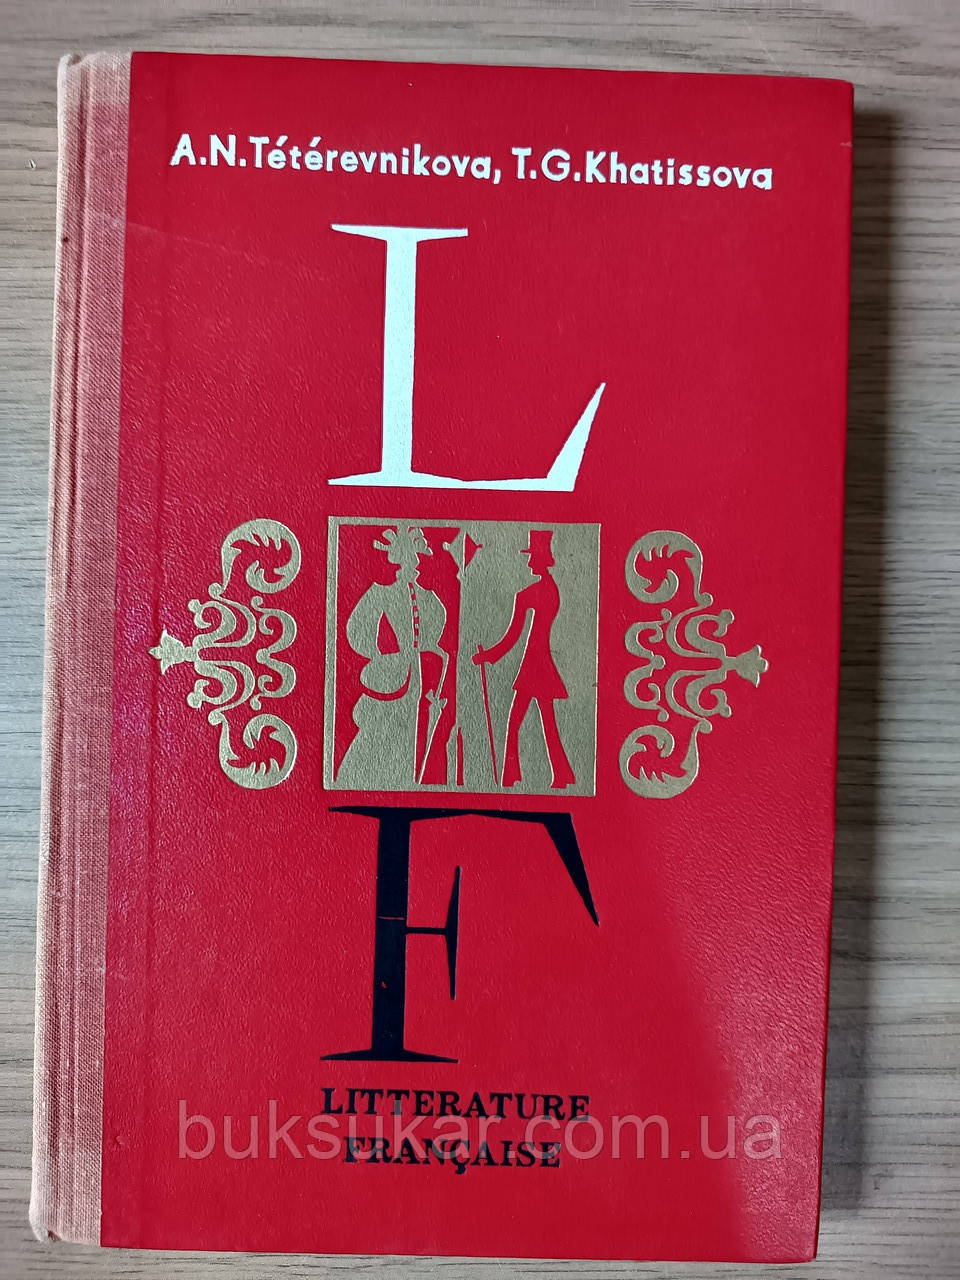 A.N.Tétérevnikova, T.G.Khatissova
L
F
LITTERATURE
buksukar.com.ua
FRANÇAISE